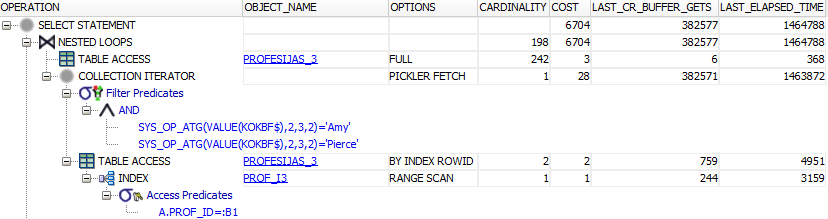 OPERATION OBJECT_NAME OPTIONS CARDINALITY COST LAST_CR_BUFFER_GETS LAST_ELAPSED_TIME
SELECT STATEMENT 6704 382577 1464788
NESTED LOOPS 198 6704 382577 1464788
TABLE ACCESS PROFESIJAS_3 FULL 242 3 6 368
COLLECTION ITERATOR PICKLER FETCH 1 28 382571 1463872
Filter Predicates
AND
SYS_OP_ATG(VALUE(KOKBF$),2,3,2)='Amy'
SYS_OP_ATG(VALUE(KOKBF$),2,3,2)='Pierce'
TABLE ACCESS PROFESIJAS_3 BY INDEX ROWID 2 2 759 4951
INDEX PROF_I3 RANGE SCAN 1 1 244 3159
Access Predicates
A.PROF_ID=:B1